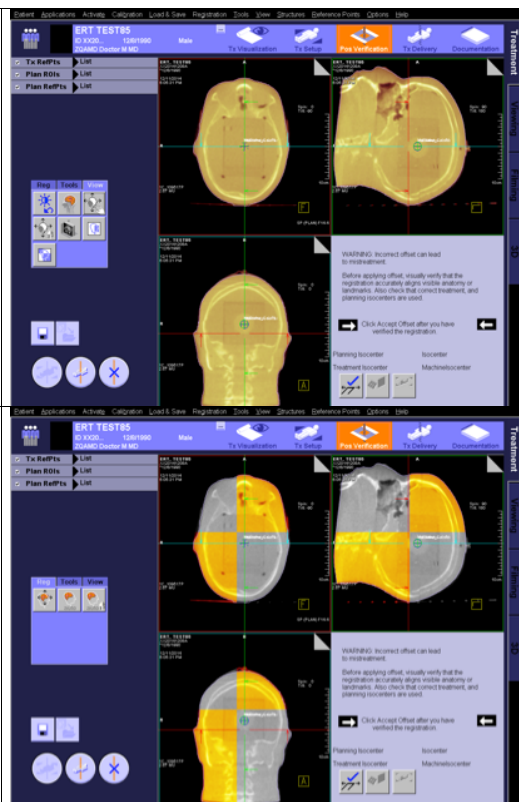 Patient Applications Activate Calibration Load & Save Registration Tools View Structures Reference Points Options Help
ERT TEST85
ID XX20... 12/6/1960 Male
ZGAMD Doctor M MD
Tx Visualization
Tx Setup
Pos Verification
Tx Delivery
Documentation
Treatment
Viewing
Filming
3D
Tx RefPts List
Plan ROIs List
Plan RefPts List
Reg Tools View
WARNING: Incorrect offset can lead
to mistreatment.
Before applying offset, visually verify that the
registration accurately aligns visible anatomy or
landmarks. Also check that correct treatment, and
planning isocenters are used.
Click Accept Offset after you have
verified the registration.
Planning Isocenter Isocenter
Treatment Isocenter MachineIsocenter
F
A
Patient Applications Activate Calibration Load & Save Registration Tools View Structures Reference Points Options Help
ERT TEST85
ID XX20... 12/6/1960 Male
ZGAMD Doctor M MD
Tx Visualization
Tx Setup
Pos Verification
Tx Delivery
Documentation
Treatment
Viewing
Filming
3D
Tx RefPts List
Plan ROIs List
Plan RefPts List
Reg Tools View
WARNING: Incorrect offset can lead
to mistreatment.
Before applying offset, visually verify that the
registration accurately aligns visible anatomy or
landmarks. Also check that correct treatment, and
planning isocenters are used.
Click Accept Offset after you have
verified the registration.
Planning Isocenter Isocenter
Treatment Isocenter MachineIsocenter
F
A